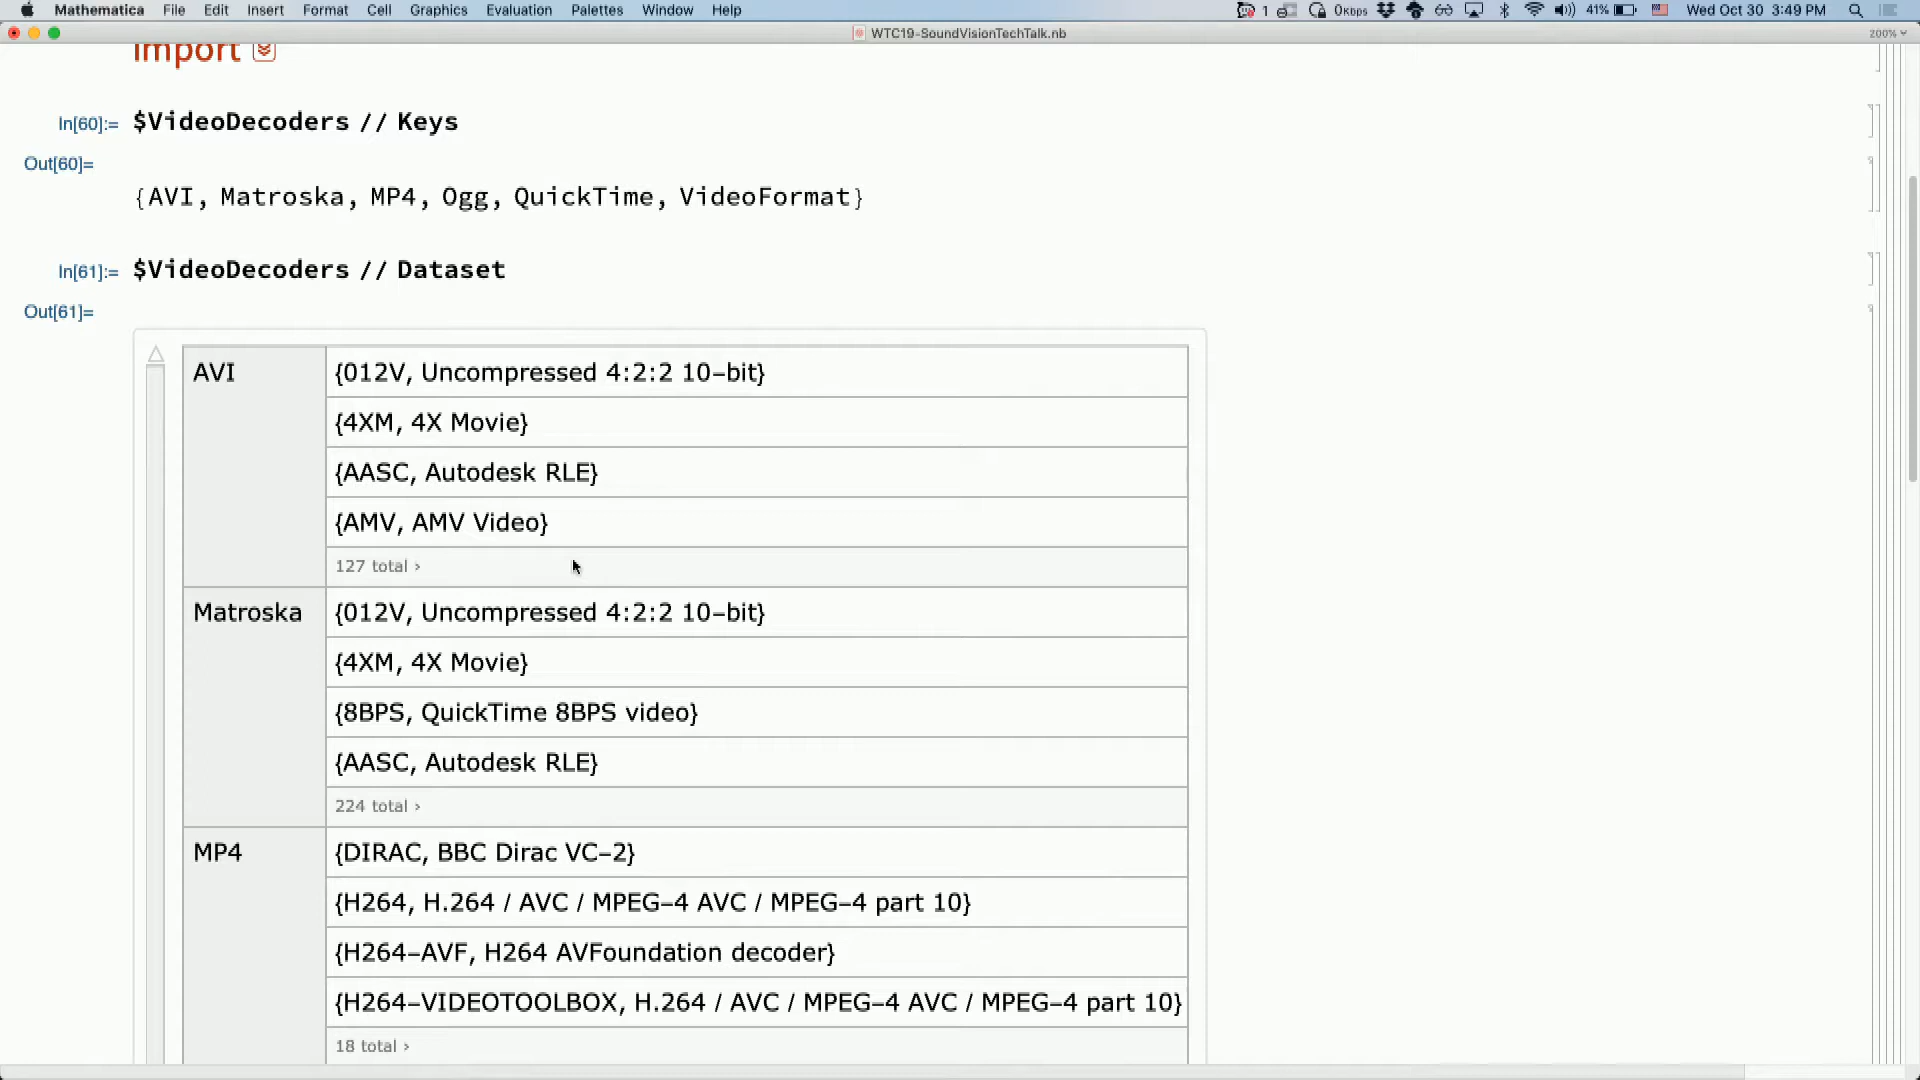 Mathematica File Edit Insert Format Cell Graphics Evaluation Palettes Window Help 1 0Kbps 41% Wed Oct 30 3:49 PM
WTC19-SoundVisionTechTalk.nb 200%
Import
In[60]:= $VideoDecoders // Keys
Out[60]=
{AVI, Matroska, MP4, Ogg, QuickTime, VideoFormat}
In[61]:= $VideoDecoders // Dataset
Out[61]=
AVI {012V, Uncompressed 4:2:2 10-bit}
{4XM, 4X Movie}
{AASC, Autodesk RLE}
{AMV, AMV Video}
127 total ›
Matroska {012V, Uncompressed 4:2:2 10-bit}
{4XM, 4X Movie}
{8BPS, QuickTime 8BPS video}
{AASC, Autodesk RLE}
224 total ›
MP4 {DIRAC, BBC Dirac VC-2}
{H264, H.264 / AVC / MPEG-4 AVC / MPEG-4 part 10}
{H264-AVF, H264 AVFoundation decoder}
{H264-VIDEOTOOLBOX, H.264 / AVC / MPEG-4 AVC / MPEG-4 part 10}
18 total ›